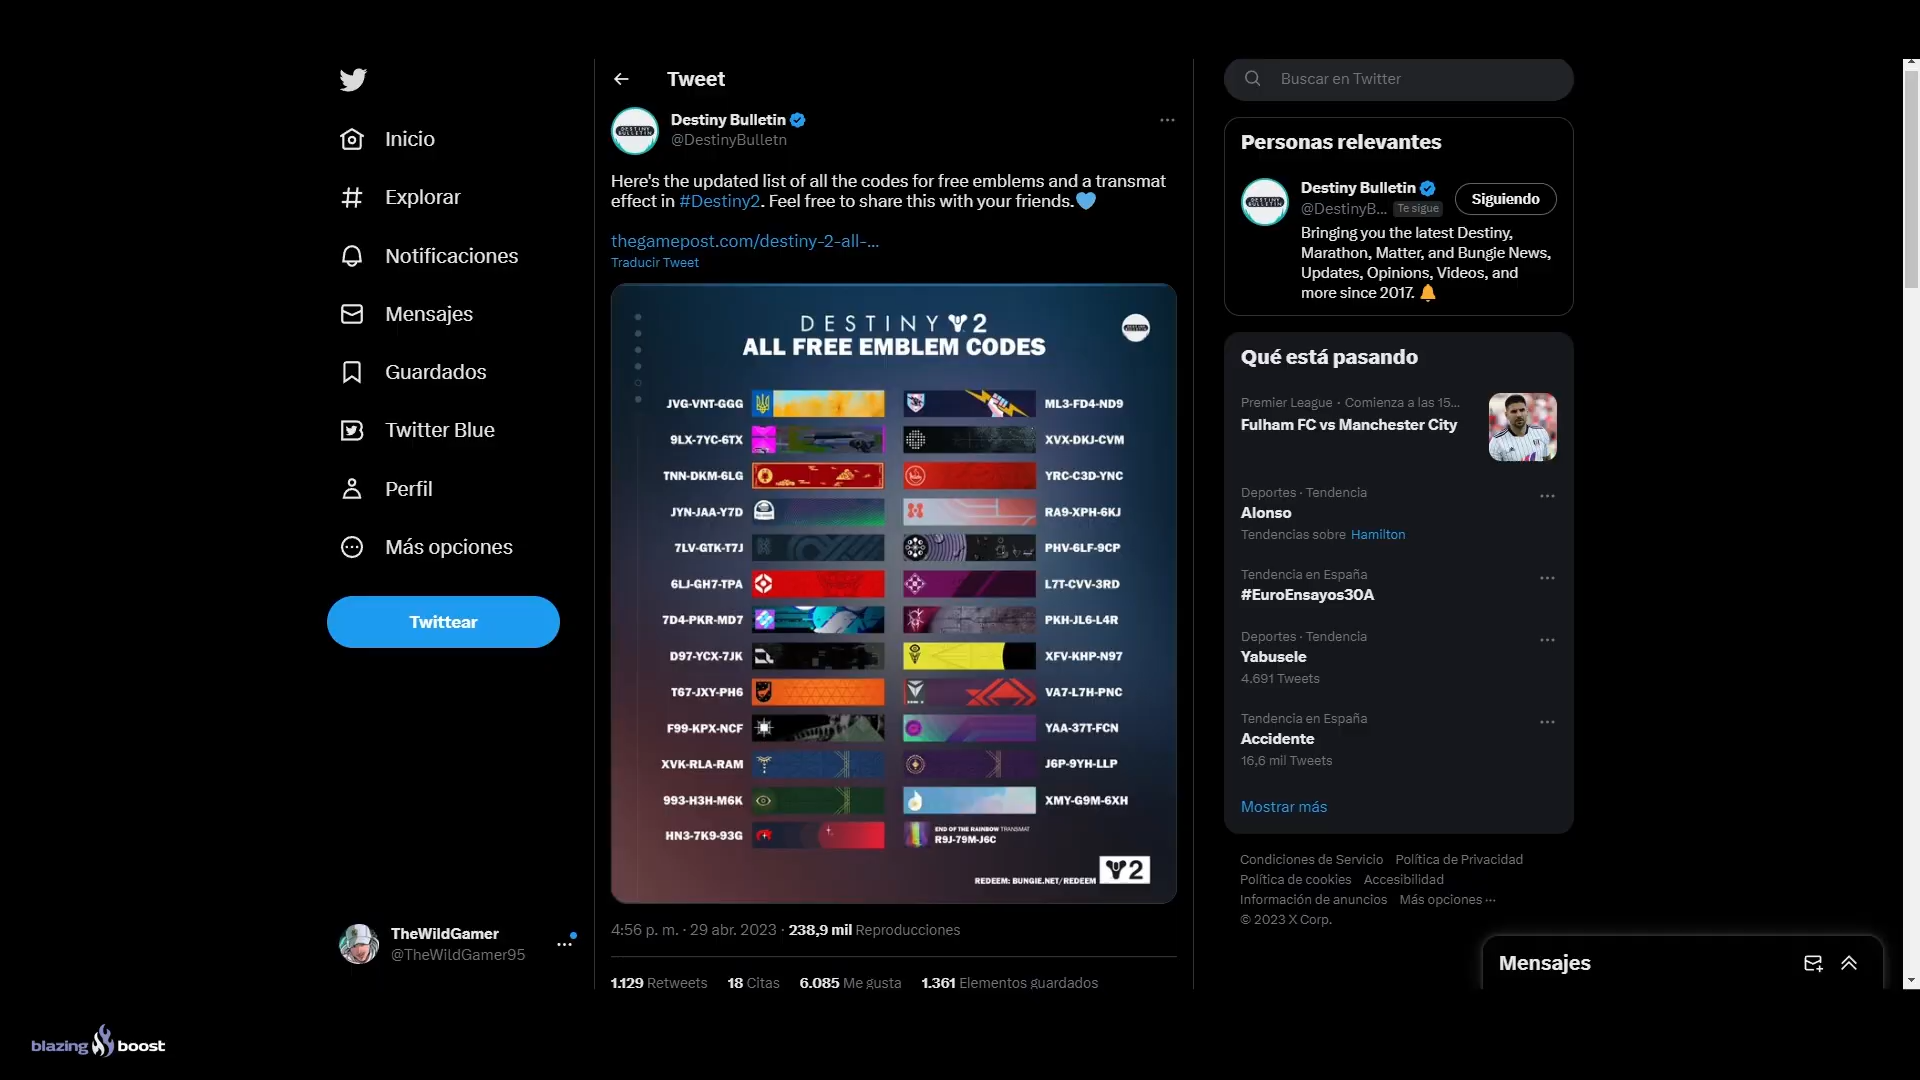 Inicio
Explorar
Notificaciones
Mensajes
Guardados
Twitter Blue
Perfil
Más opciones
Twittear
TheWildGamer
@TheWildGamer95
Tweet
Destiny Bulletin
@DestinyBulletn
Here's the updated list of all the codes for free emblems and a transmat
effect in #Destiny2. Feel free to share this with your friends.
thegamepost.com/destiny-2-all-...
Traducir Tweet
DESTINY 2
ALL FREE EMBLEM CODES
JVG-VNT-GGG ML3-FD4-ND9
9LX-7YC-6TX XVX-DKJ-CVM
TNN-DKM-6LG YRC-C3D-YNC
JYN-JAA-Y7D RA9-XPH-6KJ
7LV-GTK-T7J PHV-6LF-9CP
6LJ-GH7-TPA L7T-CVV-3RD
7D4-PKR-MD7 PKH-JL6-L4R
D97-YCX-7JK XFV-KHP-N97
T67-JXY-PH6 VA7-L7H-PNC
F99-KPX-NCF YAA-37T-FCN
XVK-RLA-RAM J6P-9YH-LLP
993-H3H-M6K XMY-G9M-6XH
HN3-7K9-93G END OF THE RAINBOW TRANSMAT
R9J-79M-J6C
REDEEM: BUNGIE.NET/REDEEM 2
4:56 p. m. · 29 abr. 2023 · 238,9 mil Reproducciones
1.129 Retweets 18 Citas 6.085 Me gusta 1.361 Elementos guardados
Buscar en Twitter
Personas relevantes
Destiny Bulletin
@DestinyB... Te sigue
Siguiendo
Bringing you the latest Destiny,
Marathon, Matter, and Bungie News,
Updates, Opinions, Videos, and
more since 2017.
Qué está pasando
Premier League · Comienza a las 15...
Fulham FC vs Manchester City
Deportes · Tendencia
Alonso
Tendencias sobre Hamilton
Tendencia en España
#EuroEnsayos30A
Deportes · Tendencia
Yabusele
4.691 Tweets
Tendencia en España
Accidente
16,6 mil Tweets
Mostrar más
Condiciones de Servicio Política de Privacidad
Política de cookies Accesibilidad
Información de anuncios Más opciones ···
© 2023 X Corp.
Mensajes
blazing boost